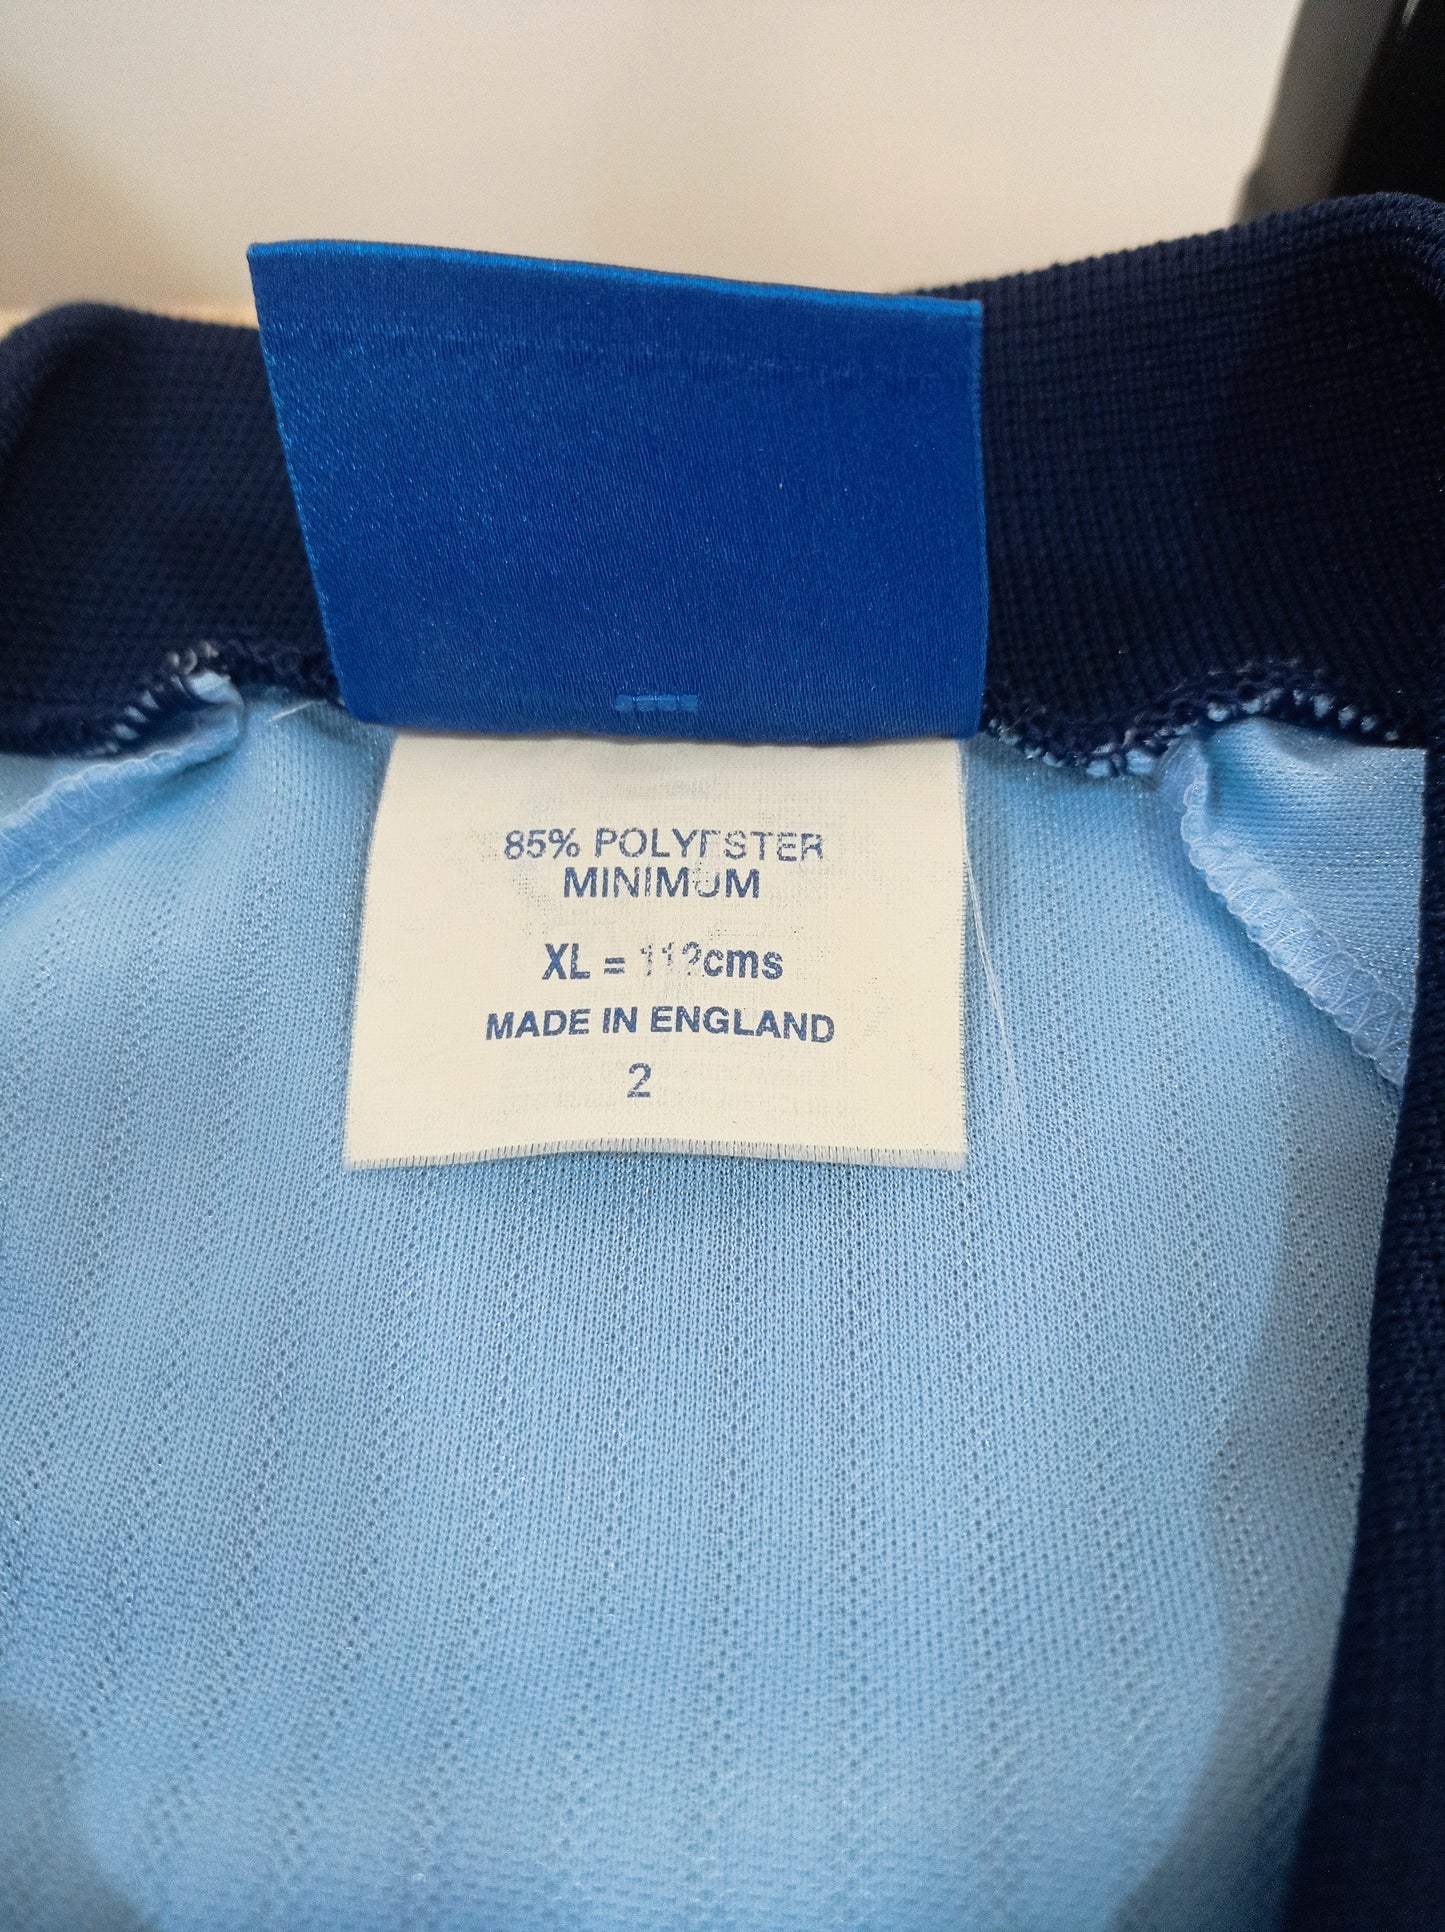 85% POLYESTER
MINIMUM
XL = 112cms
MADE IN ENGLAND
2